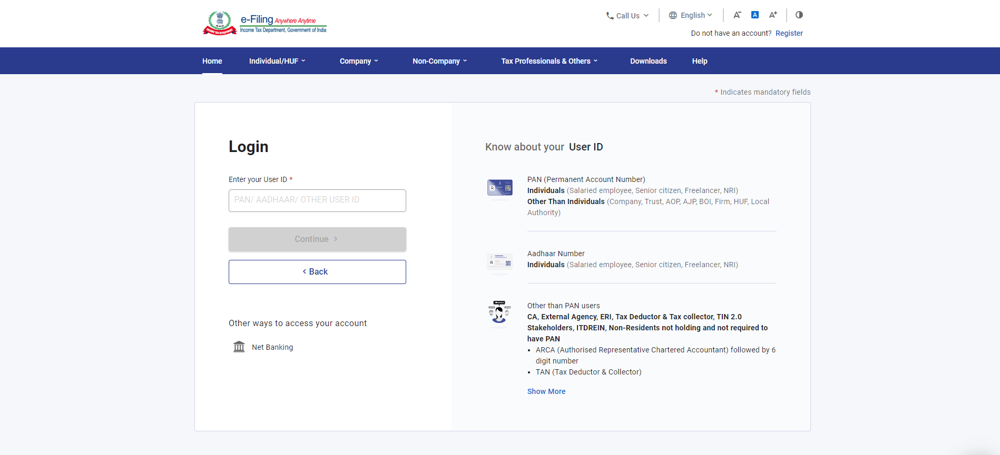 e-Filing Anywhere Anytime
Income Tax Department, Government of India
INCOME TAX DEPARTMENT
Call Us
English
A-
A
A+
Do not have an account? Register
Home
Individual/HUF
Company
Non-Company
Tax Professionals & Others
Downloads
Help
* Indicates mandatory fields
Login
Enter your User ID *
PAN/ AADHAAR/ OTHER USER ID
Continue >
< Back
Other ways to access your account
Net Banking
Know about your User ID
PAN (Permanent Account Number)
Individuals (Salaried employee, Senior citizen, Freelancer, NRI)
Other Than Individuals (Company, Trust, AOP, AJP, BOI, Firm, HUF, Local
Authority)
Aadhaar Number
Individuals (Salaried employee, Senior citizen, Freelancer, NRI)
Other than PAN users
CA, External Agency, ERI, Tax Deductor & Tax collector, TIN 2.0
Stakeholders, ITDREIN, Non-Residents not holding and not required to
have PAN
• ARCA (Authorised Representative Chartered Accountant) followed by 6
digit number
• TAN (Tax Deductor & Collector)
Show More